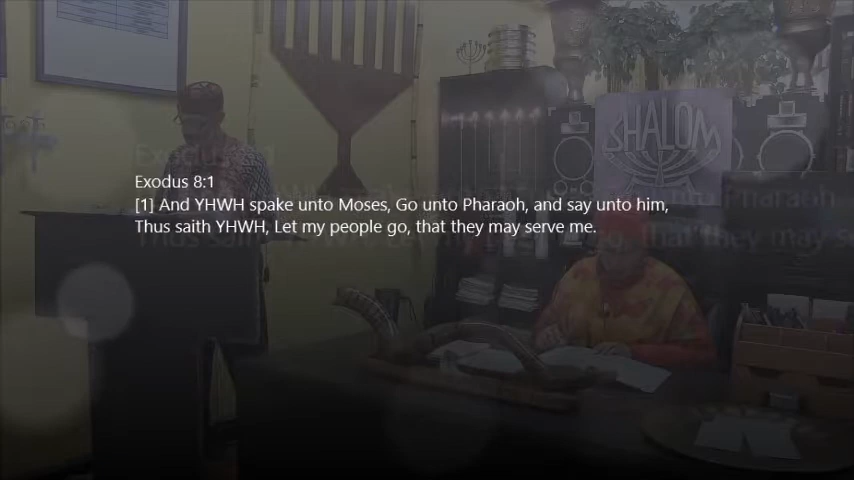 SHALOM
Exodus 8:1
[1] And YHWH spake unto Moses, Go unto Pharaoh, and say unto him,
Thus saith YHWH, Let my people go, that they may serve me.